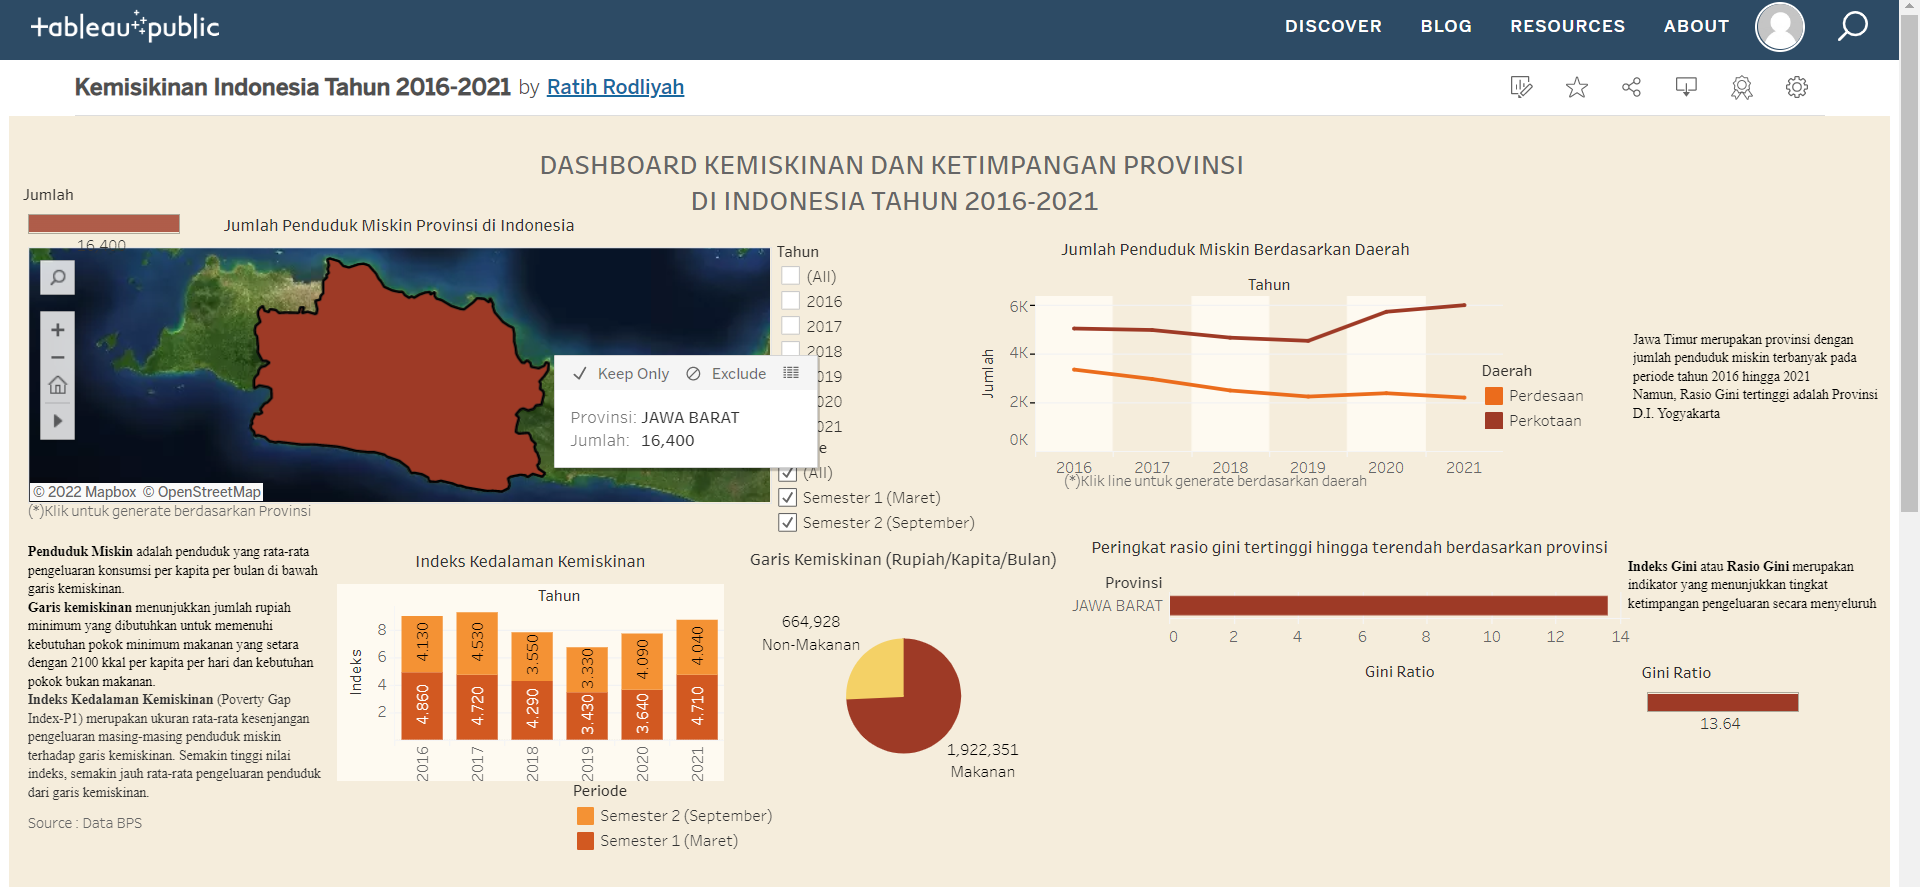 +ableau+public
DISCOVER BLOG RESOURCES ABOUT
Kemisikinan Indonesia Tahun 2016-2021 by Ratih Rodliyah
DASHBOARD KEMISKINAN DAN KETIMPANGAN PROVINSI
DI INDONESIA TAHUN 2016-2021
Jumlah
16,400
Jumlah Penduduk Miskin Provinsi di Indonesia
© 2022 Mapbox © OpenStreetMap
(*)Klik untuk generate berdasarkan Provinsi
Keep Only Exclude
Provinsi: JAWA BARAT
Jumlah: 16,400
Tahun
(All)
2016
2017
2018
019
020
021
e
(All)
Semester 1 (Maret)
Semester 2 (September)
Jumlah Penduduk Miskin Berdasarkan Daerah
Tahun
Jumlah
6K
4K
2K
0K
2016 2017 2018 2019 2020 2021
(*)Klik line untuk generate berdasarkan daerah
Daerah
Perdesaan
Perkotaan
Jawa Timur merupakan provinsi dengan
jumlah penduduk miskin terbanyak pada
periode tahun 2016 hingga 2021
Namun, Rasio Gini tertinggi adalah Provinsi
D.I. Yogyakarta
Penduduk Miskin adalah penduduk yang rata-rata
pengeluaran konsumsi per kapita per bulan di bawah
garis kemiskinan.
Garis kemiskinan menunjukkan jumlah rupiah
minimum yang dibutuhkan untuk memenuhi
kebutuhan pokok minimum makanan yang setara
dengan 2100 kkal per kapita per hari dan kebutuhan
pokok bukan makanan.
Indeks Kedalaman Kemiskinan (Poverty Gap
Index-P1) merupakan ukuran rata-rata kesenjangan
pengeluaran masing-masing penduduk miskin
terhadap garis kemiskinan. Semakin tinggi nilai
indeks, semakin jauh rata-rata pengeluaran penduduk
dari garis kemiskinan.
Source : Data BPS
Indeks Kedalaman Kemiskinan
Tahun
Indeks
8
6
4
2
4.130 4.530 3.550 3.330 4.090 4.040
4.860 4.720 4.290 3.430 3.640 4.710
2016 2017 2018 2019 2020 2021
Periode
Semester 2 (September)
Semester 1 (Maret)
Garis Kemiskinan (Rupiah/Kapita/Bulan)
664,928
Non-Makanan
1,922,351
Makanan
Peringkat rasio gini tertinggi hingga terendah berdasarkan provinsi
Provinsi
JAWA BARAT
0 2 4 6 8 10 12 14
Gini Ratio
Indeks Gini atau Rasio Gini merupakan
indikator yang menunjukkan tingkat
ketimpangan pengeluaran secara menyeluruh
Gini Ratio
13.64